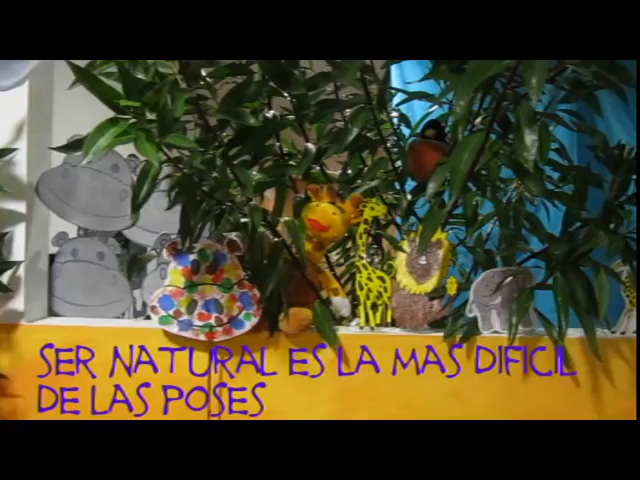 SER NATURAL ES LA MAS DIFICIL
DE LAS POSES